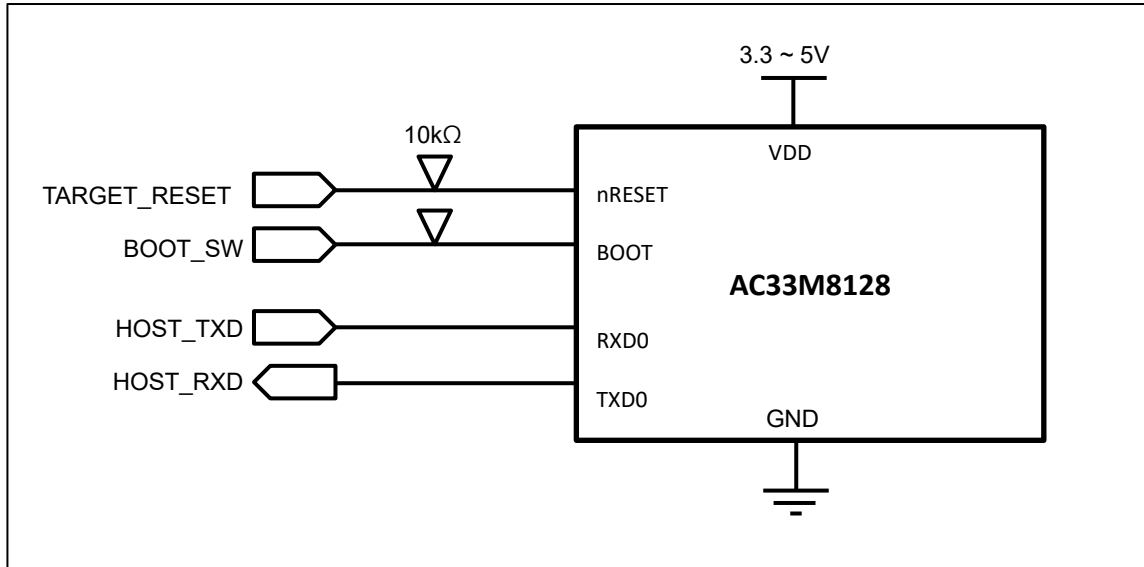 3.3 ~ 5V
10kΩ
VDD
TARGET_RESET
nRESET
BOOT_SW
BOOT
AC33M8128
HOST_TXD
RXD0
HOST_RXD
TXD0
GND